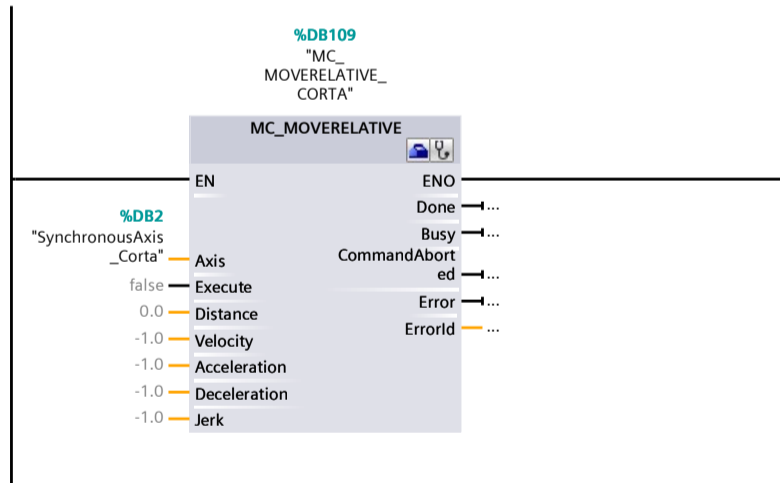 %DB109
"MC_
MOVERELATIVE_
CORTA"
MC_MOVERELATIVE
EN
ENO
Done
...
%DB2
Busy
...
"SynchronousAxis
_Corta"
Axis
CommandAbort
ed
...
false
Execute
Error
...
0.0
Distance
ErrorId
...
-1.0
Velocity
-1.0
Acceleration
-1.0
Deceleration
-1.0
Jerk